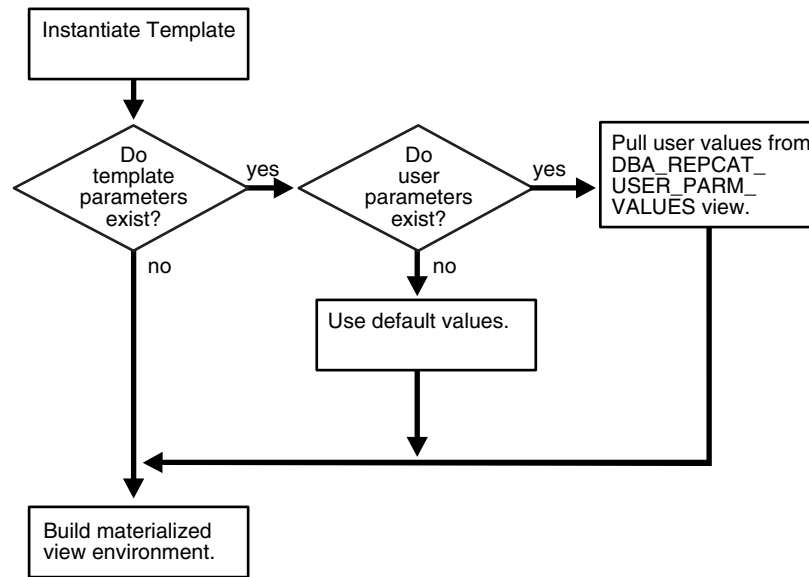 Instantiate Template
Do
template
parameters
exist?
yes
Do
user
parameters
exist?
yes
Pull user values from
DBA_REPCAT_
USER_PARM_
VALUES view.
no
no
Use default values.
Build materialized
view environment.